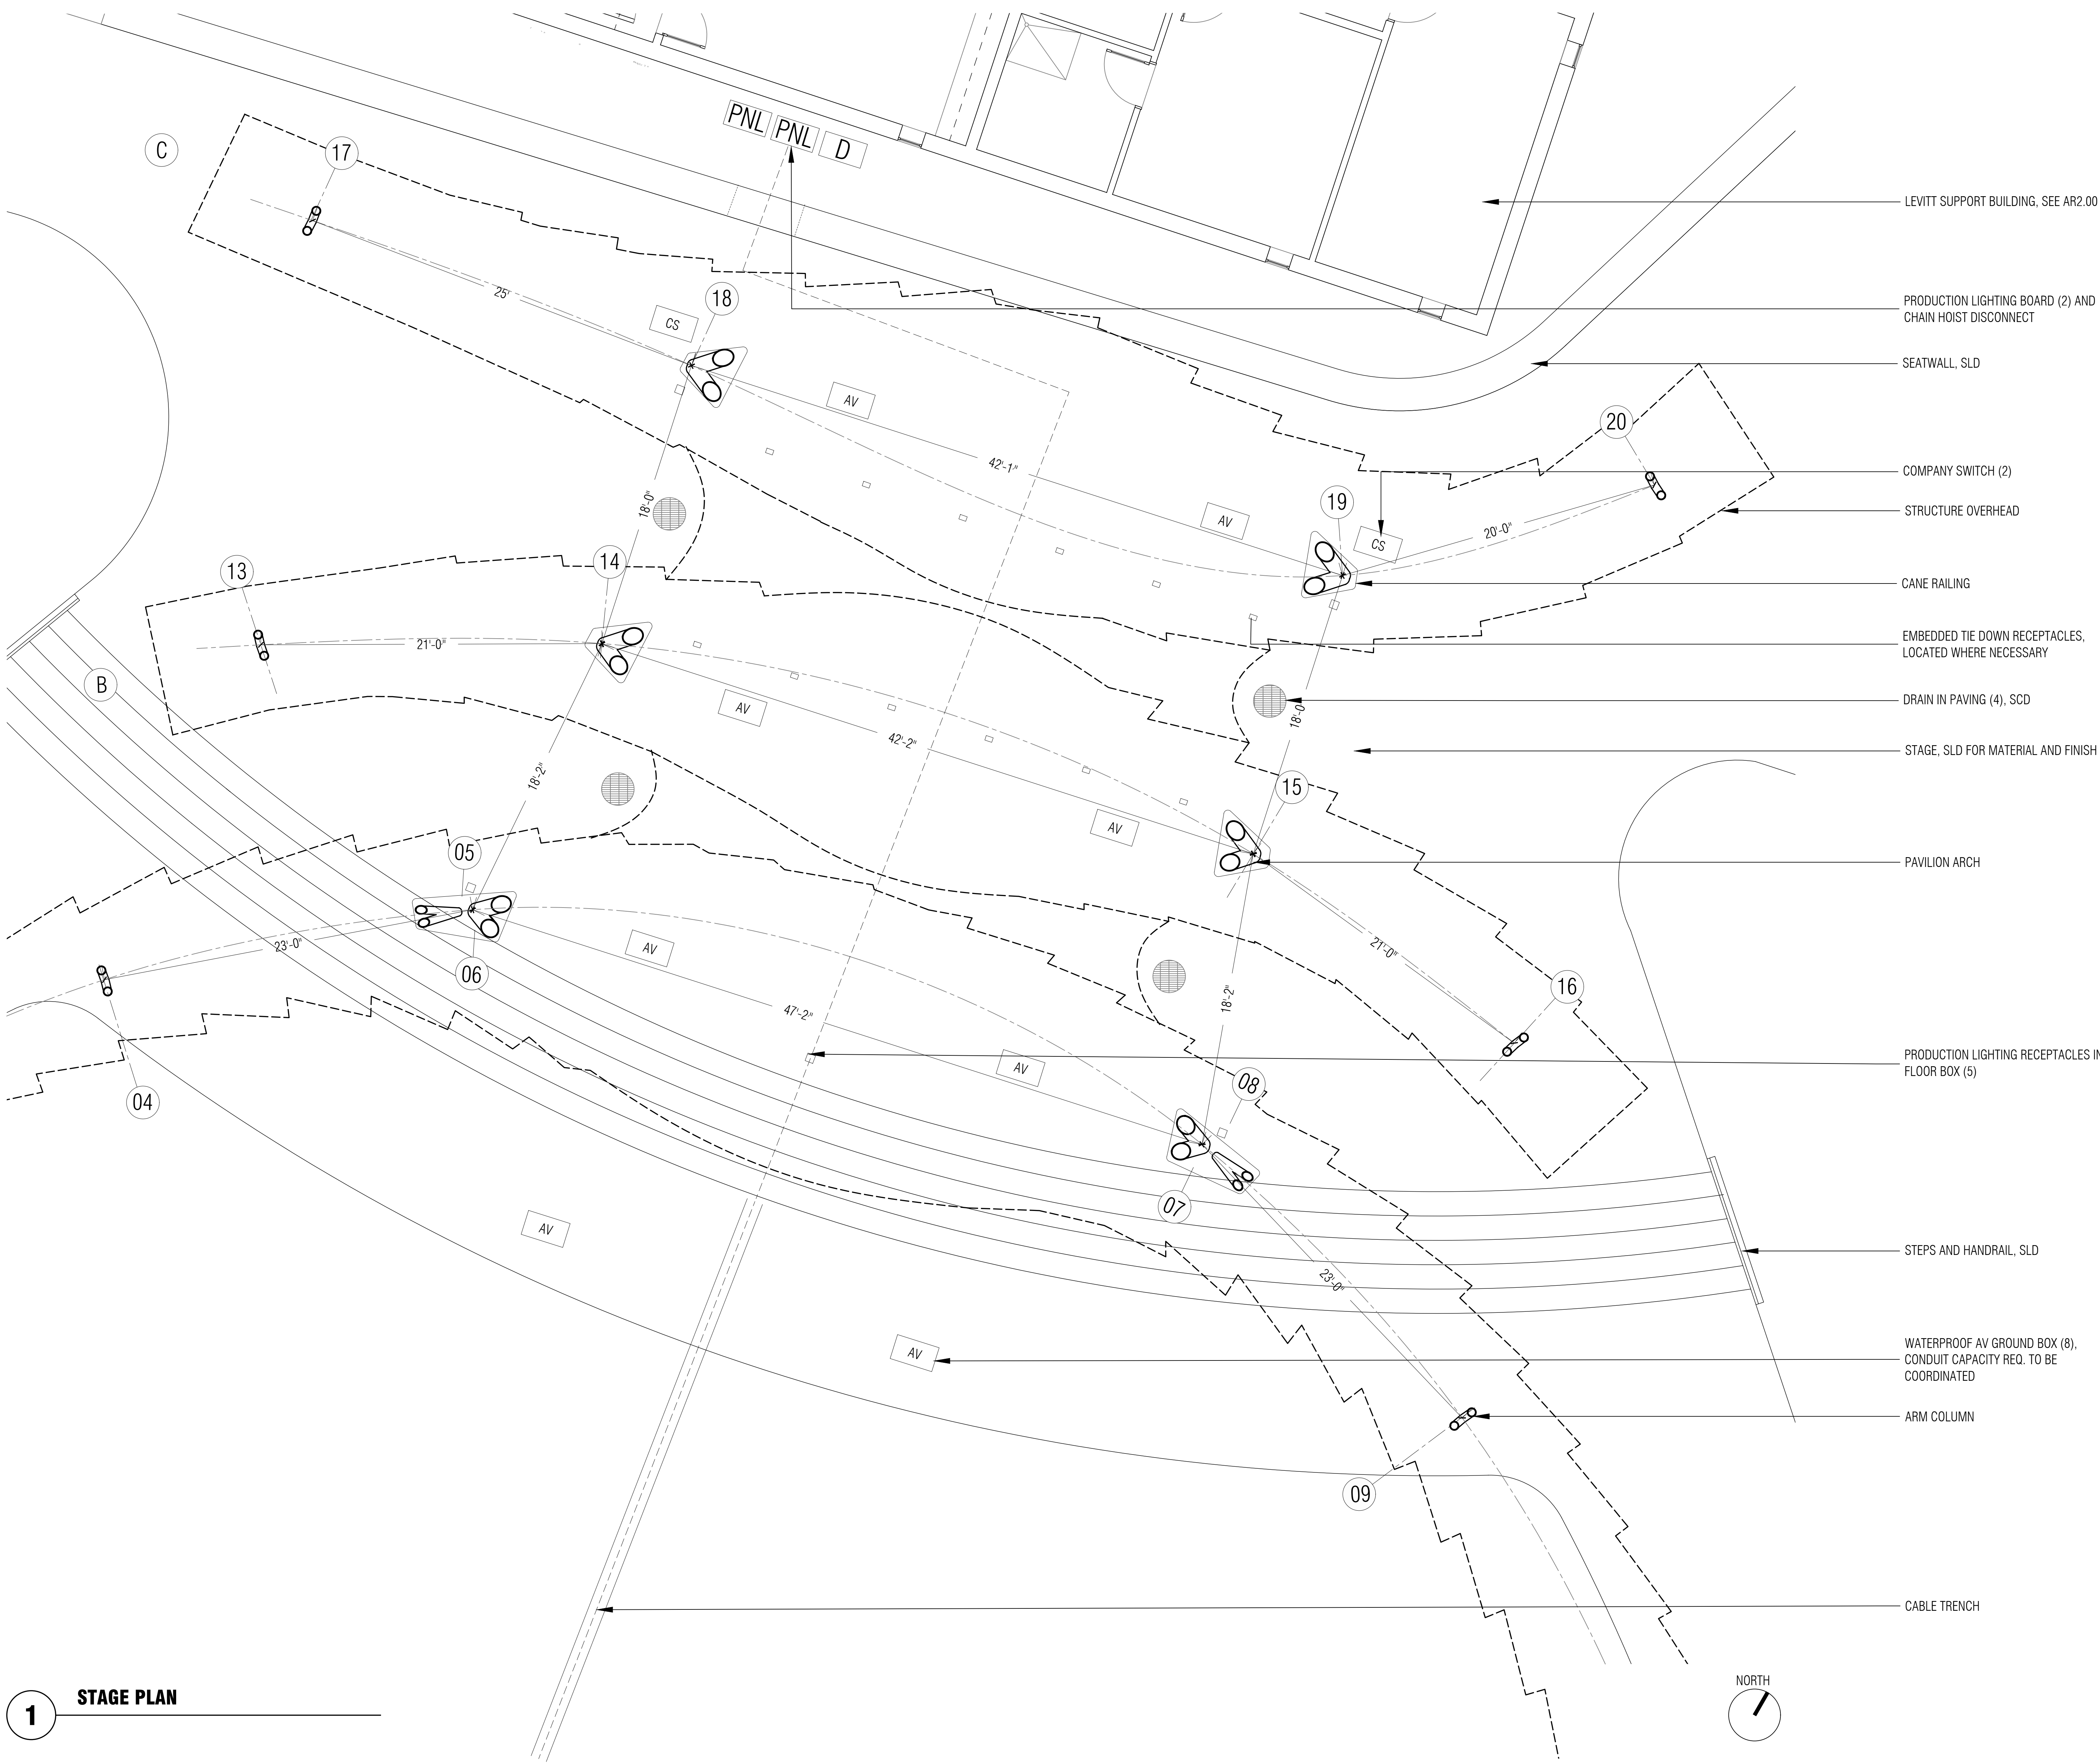 PNL
PNL
D
C
17
LEVITT SUPPORT BUILDING, SEE AR2.00
25'
18
CS
PRODUCTION LIGHTING BOARD (2) AND
CHAIN HOIST DISCONNECT
SEATWALL, SLD
AV
20
42'-1"
COMPANY SWITCH (2)
18'-0"
19
AV
20'-0"
STRUCTURE OVERHEAD
CS
14
13
CANE RAILING
EMBEDDED TIE DOWN RECEPTACLES,
LOCATED WHERE NECESSARY
21'-0"
B
AV
DRAIN IN PAVING (4), SCD
18'-0"
42'-2"
STAGE, SLD FOR MATERIAL AND FINISH
18'-2"
15
AV
05
PAVILION ARCH
23'-0"
AV
21'-0"
06
16
18'-2"
47'-2"
AV
PRODUCTION LIGHTING RECEPTACLES IN
FLOOR BOX (5)
08
04
07
AV
STEPS AND HANDRAIL, SLD
23'-0"
AV
WATERPROOF AV GROUND BOX (8),
CONDUIT CAPACITY REQ. TO BE
COORDINATED
ARM COLUMN
09
CABLE TRENCH
NORTH
1
STAGE PLAN